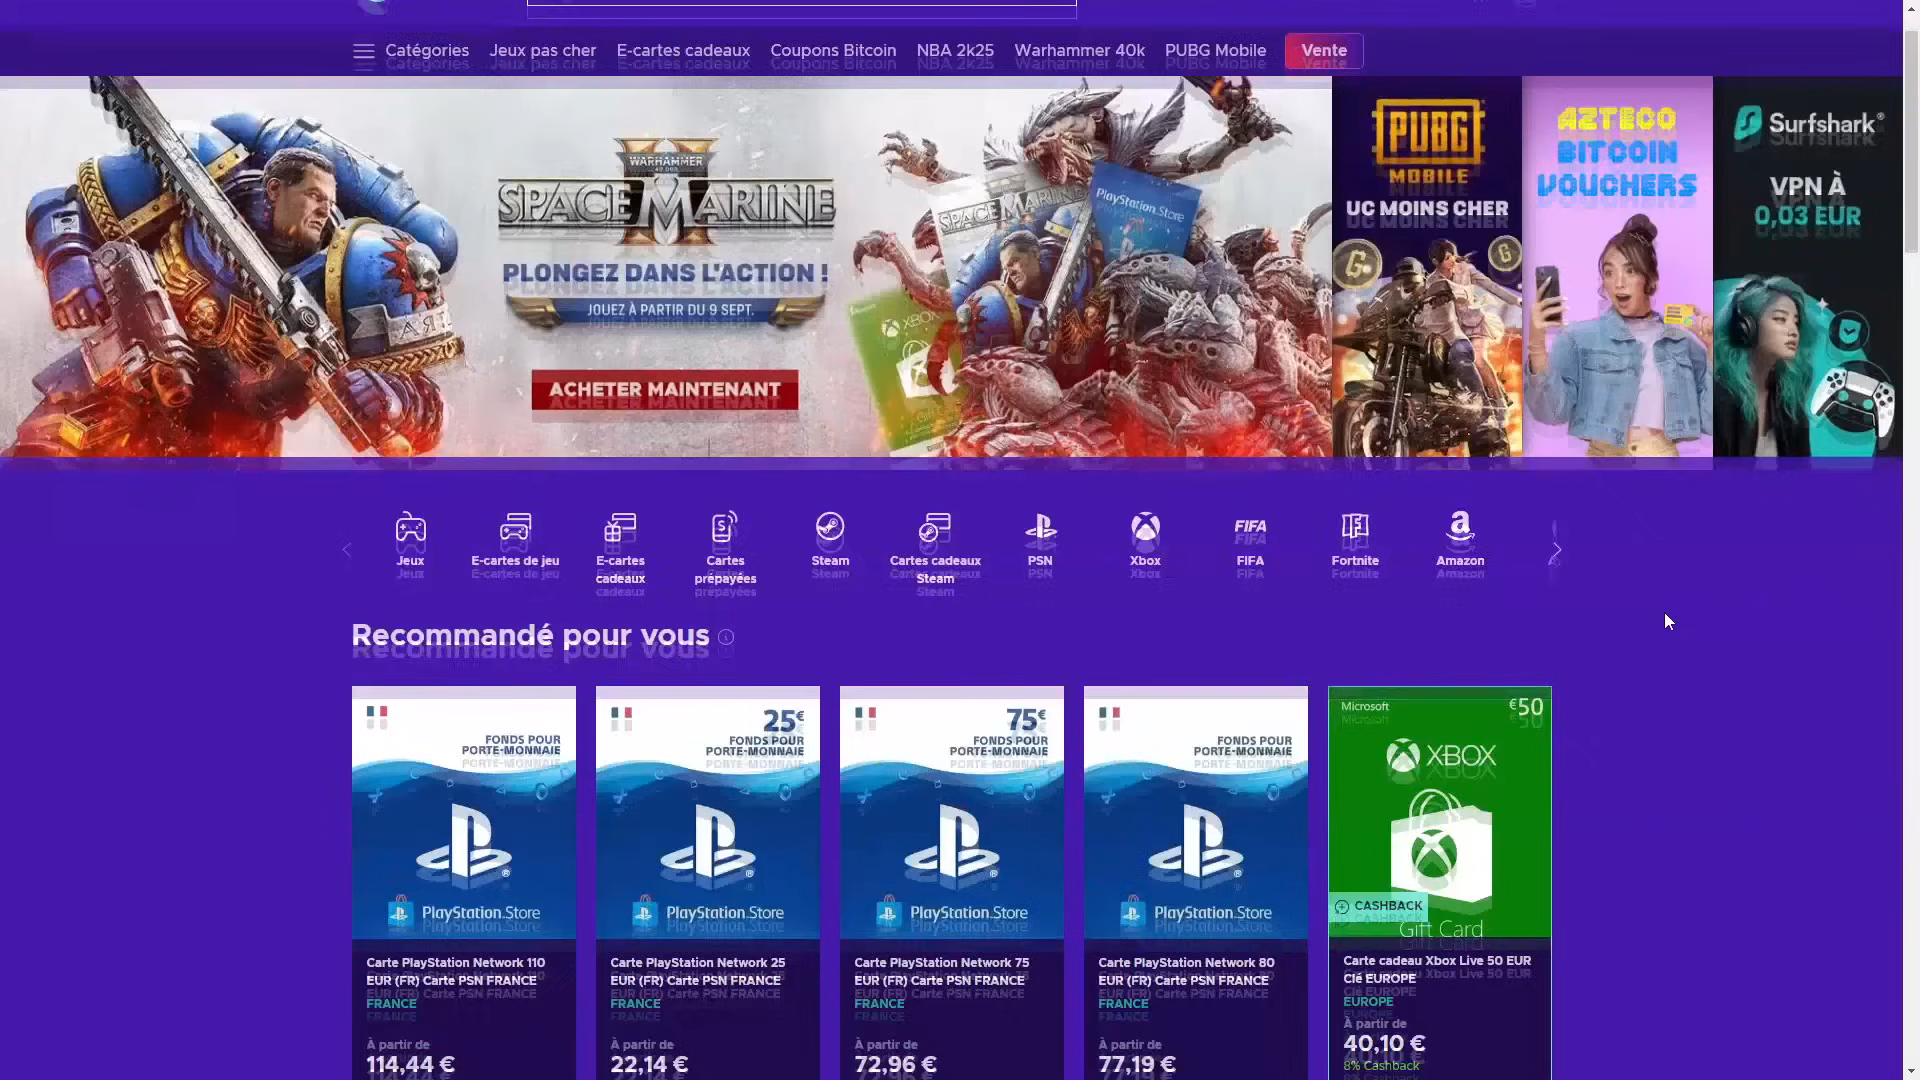 Catégories Jeux pas cher E-cartes cadeaux Coupons Bitcoin NBA 2k25 Warhammer 40k PUBG Mobile Vente
WARHAMMER
40,000
SPACE MARINE
II
PLONGEZ DANS L'ACTION !
JOUEZ À PARTIR DU 9 SEPT.
ACHETER MAINTENANT
SPACE MARINE
PlayStation.Store
XBOX
PUBG
MOBILE
UC MOINS CHER
AZTECO
BITCOIN
VOUCHERS
Surfshark®
VPN À
0,03 EUR
Jeux
E-cartes de jeu
E-cartes
cadeaux
Cartes
prépayées
Steam
Cartes cadeaux
Steam
PSN
Xbox
FIFA
FIFA
Fortnite
Amazon
Recommandé pour vous
FONDS POUR
PORTE-MONNAIE
PlayStation.Store
Carte PlayStation Network 110
EUR (FR) Carte PSN FRANCE
FRANCE
À partir de
114,44 €
25€
FONDS POUR
PORTE-MONNAIE
PlayStation.Store
Carte PlayStation Network 25
EUR (FR) Carte PSN FRANCE
FRANCE
À partir de
22,14 €
75€
FONDS POUR
PORTE-MONNAIE
PlayStation.Store
Carte PlayStation Network 75
EUR (FR) Carte PSN FRANCE
FRANCE
À partir de
72,96 €
FONDS POUR
PORTE-MONNAIE
PlayStation.Store
Carte PlayStation Network 80
EUR (FR) Carte PSN FRANCE
FRANCE
À partir de
77,19 €
Microsoft
€50
XBOX
CASHBACK
Gift Card
Carte cadeau Xbox Live 50 EUR
Clé EUROPE
EUROPE
À partir de
40,10 €
8% Cashback